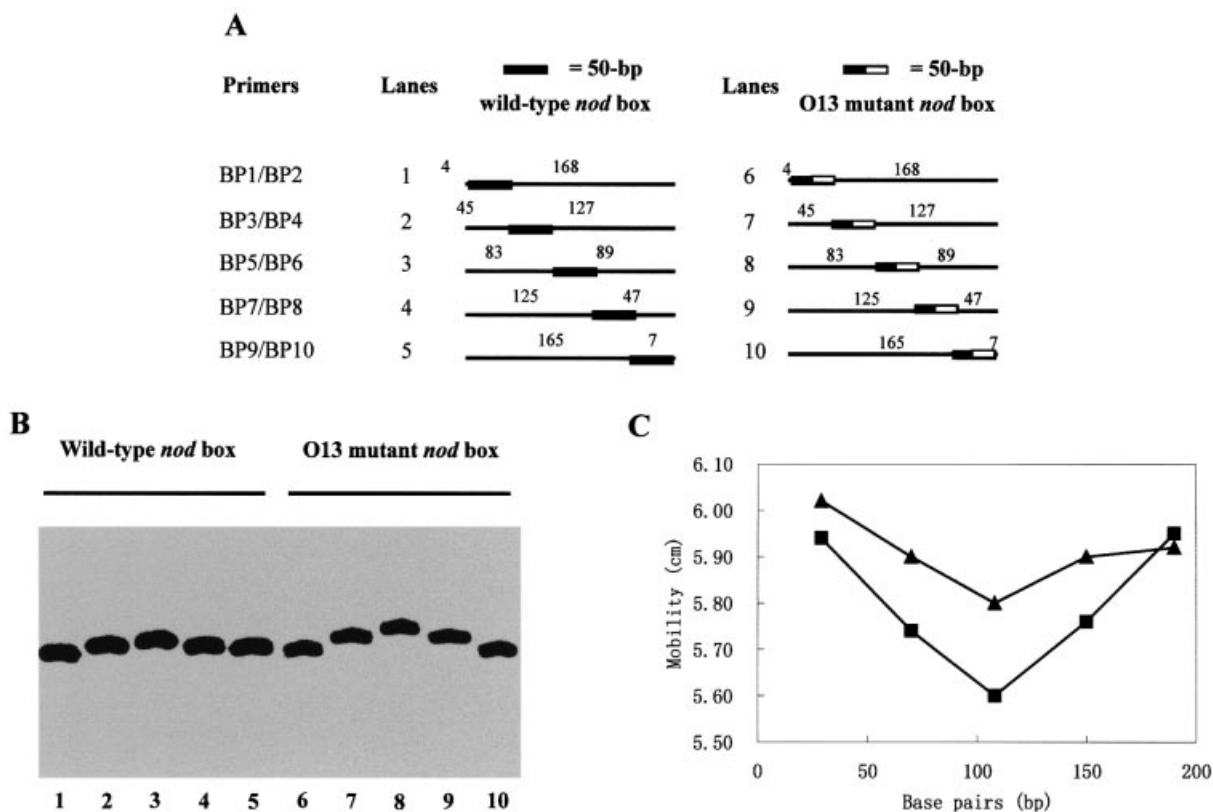 A
Primers
Lanes
= 50-bp
wild-type nod box
Lanes
= 50-bp
O13 mutant nod box
BP1/BP2 1 4 168 6 4 168
BP3/BP4 2 45 127 7 45 127
BP5/BP6 3 83 89 8 83 89
BP7/BP8 4 125 47 9 125 47
BP9/BP10 5 165 7 10 165 7
B
Wild-type nod box O13 mutant nod box
1 2 3 4 5 6 7 8 9 10
C
6.10
6.00
5.90
5.80
5.70
5.60
5.50
Mobility (cm)
0 50 100 150 200
Base pairs (bp)